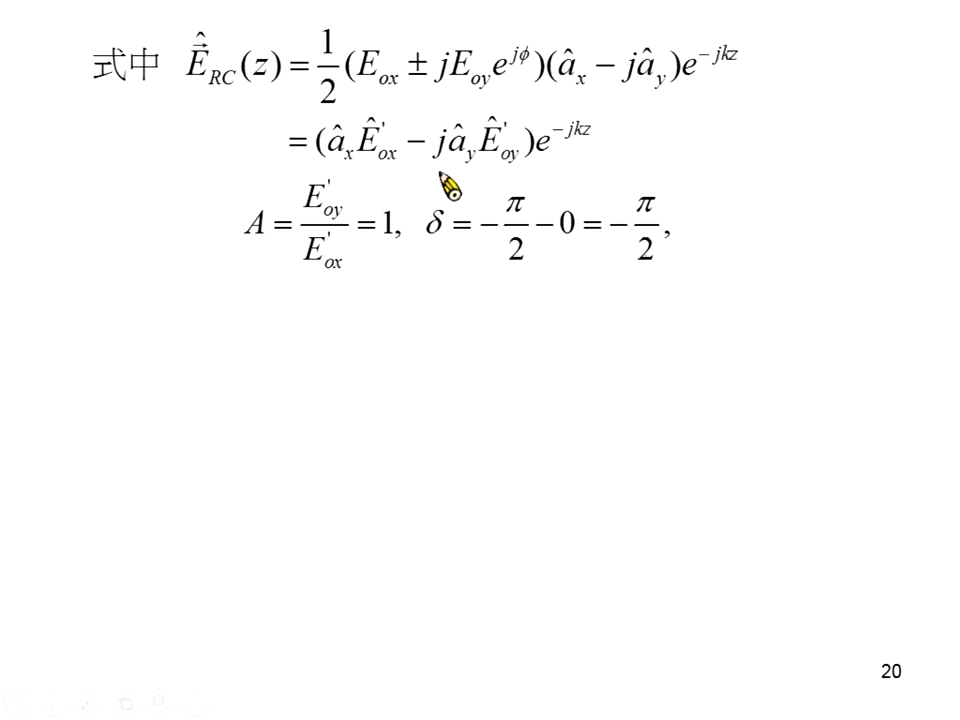 式中 $\hat{\vec{E}}_{RC}(z) = \frac{1}{2}(E_{ox} \pm jE_{oy}e^{j\phi})(\hat{a}_x - j\hat{a}_y)e^{-jkz}$
$= (\hat{a}_x \hat{E}^{'}_{ox} - j\hat{a}_y \hat{E}^{'}_{oy})e^{-jkz}$
$A = \frac{E^{'}_{oy}}{E^{'}_{ox}} = 1, \ \delta = -\frac{\pi}{2} - 0 = -\frac{\pi}{2},$
20